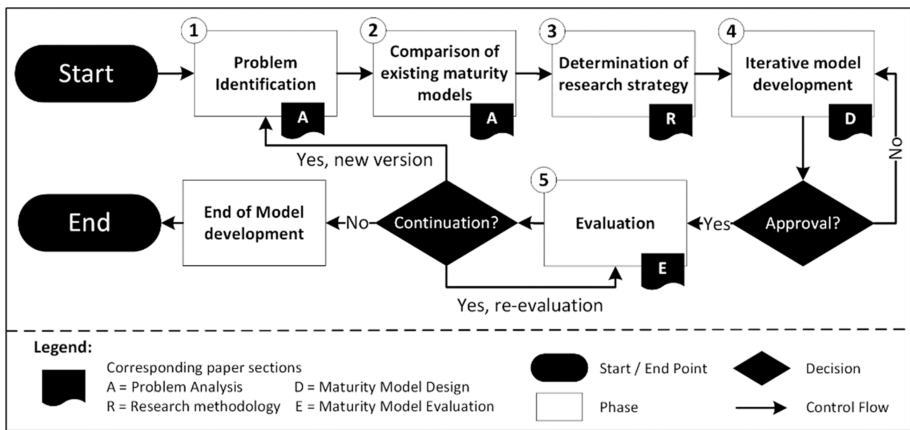 1
2
3
4
Start
Problem
Identification
A
Comparison of
existing maturity
models
A
Determination of
research strategy
R
Iterative model
development
D
No
Yes, new version
5
End
End of Model
development
No
Continuation?
Evaluation
E
Yes
Approval?
Yes, re-evaluation
Legend:
Corresponding paper sections
A = Problem Analysis
D = Maturity Model Design
R = Research methodology
E = Maturity Model Evaluation
Start / End Point
Decision
Phase
Control Flow